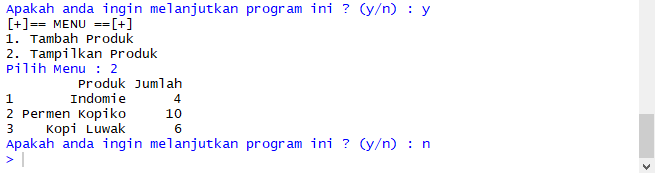 Apakah anda ingin melanjutkan program ini ? (y/n) : y
[+]== MENU ==[+]
1. Tambah Produk
2. Tampilkan Produk
Pilih Menu : 2
Produk Jumlah
1 Indomie 4
2 Permen Kopiko 10
3 Kopi Luwak 6
Apakah anda ingin melanjutkan program ini ? (y/n) : n
>